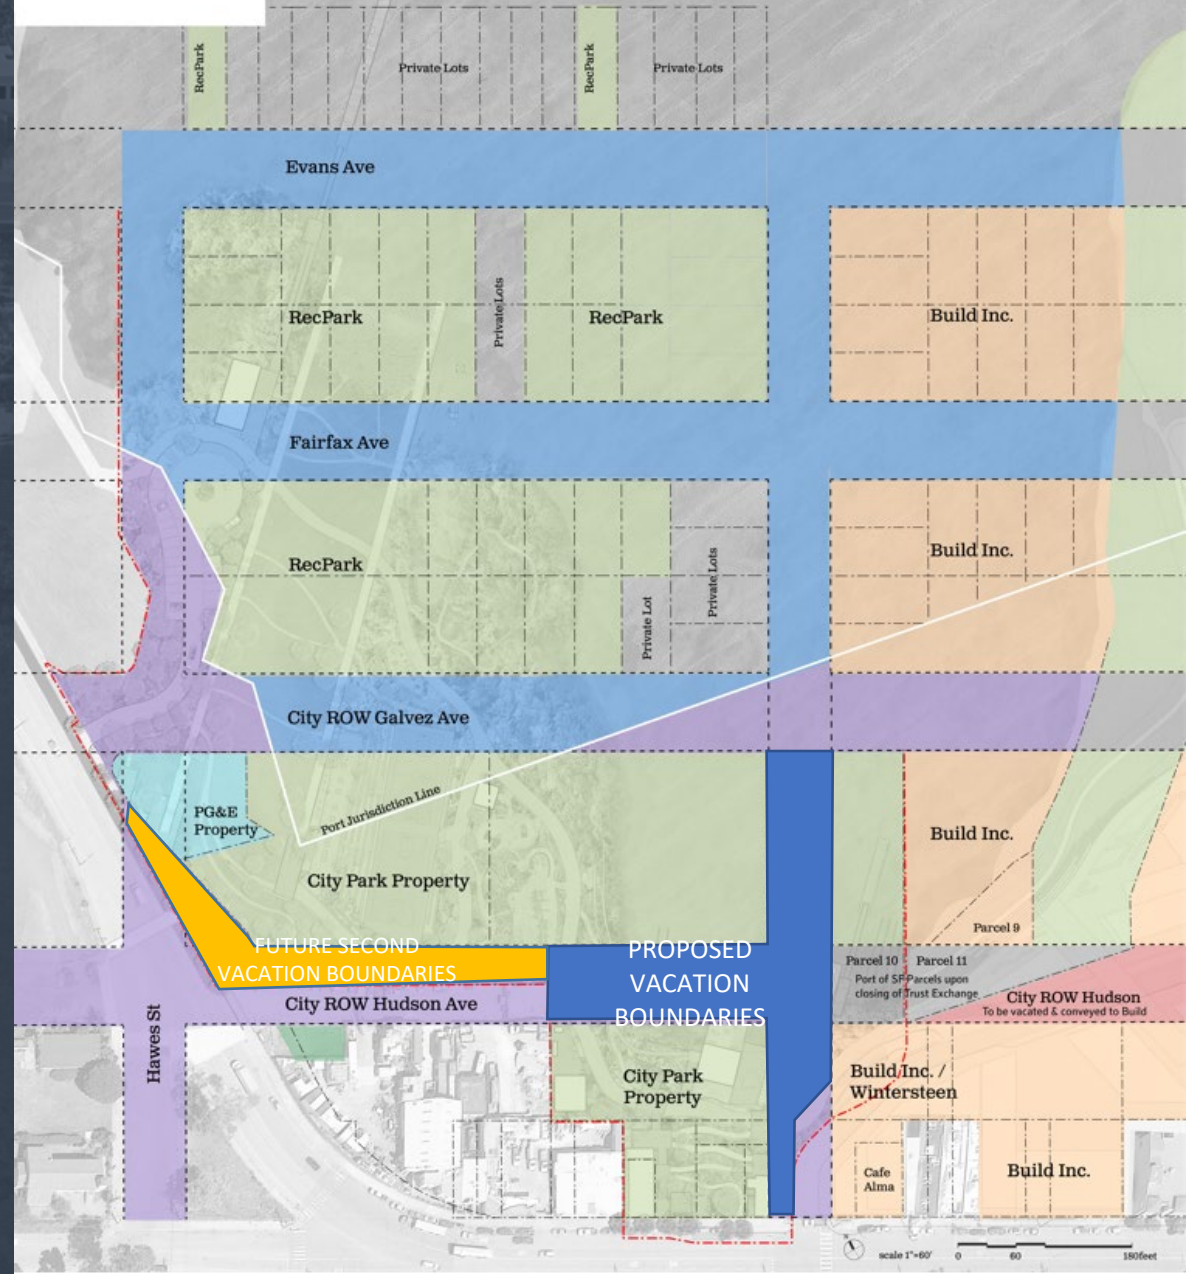 RecPark
Private Lots
RecPark
Private Lots
Evans Ave
RecPark
Private Lots
RecPark
Build Inc.
Fairfax Ave
RecPark
Private Lot
Private Lots
Build Inc.
City ROW Galvez Ave
PG&E
Property
Port Jurisdiction Line
Build Inc.
City Park Property
Parcel 9
FUTURE SECOND
VACATION BOUNDARIES
PROPOSED
VACATION
BOUNDARIES
Parcel 10
Parcel 11
Port of SF Parcels upon
closing of Trust Exchange
City ROW Hudson
To be vacated & conveyed to Build
City ROW Hudson Ave
Hawes St
City Park
Property
Build Inc. /
Wintersteen
Cafe
Alma
Build Inc.
N
scale 1"=60'
0
60
180feet